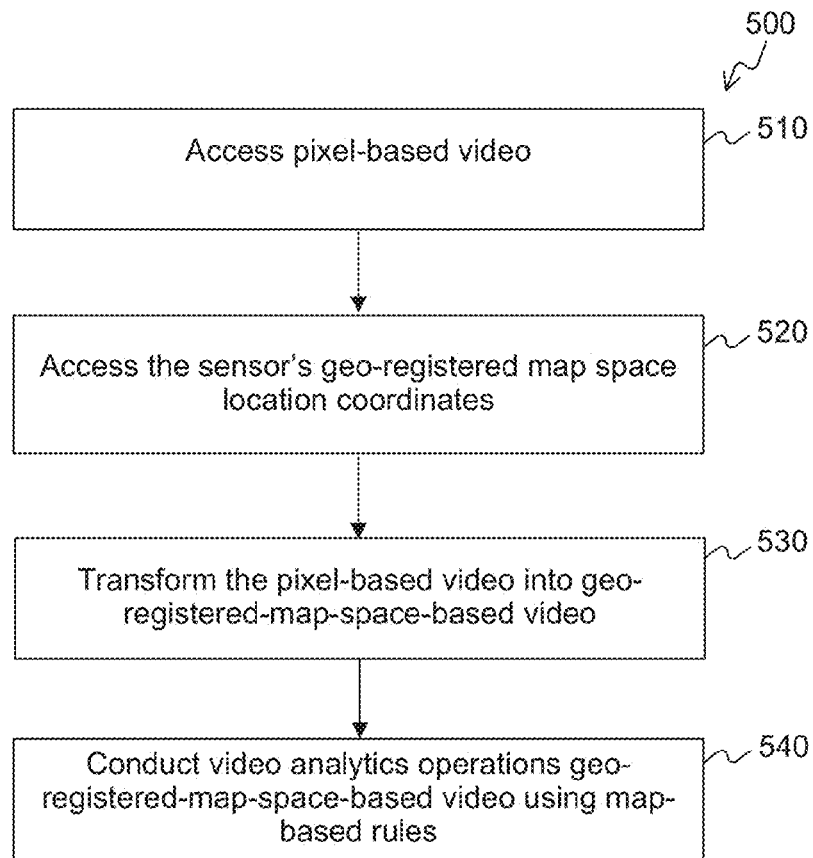 500
Access pixel-based video
510
Access the sensor's geo-registered map space
location coordinates
520
Transform the pixel-based video into geo-
registered-map-space-based video
530
Conduct video analytics operations geo-
registered-map-space-based video using map-
based rules
540